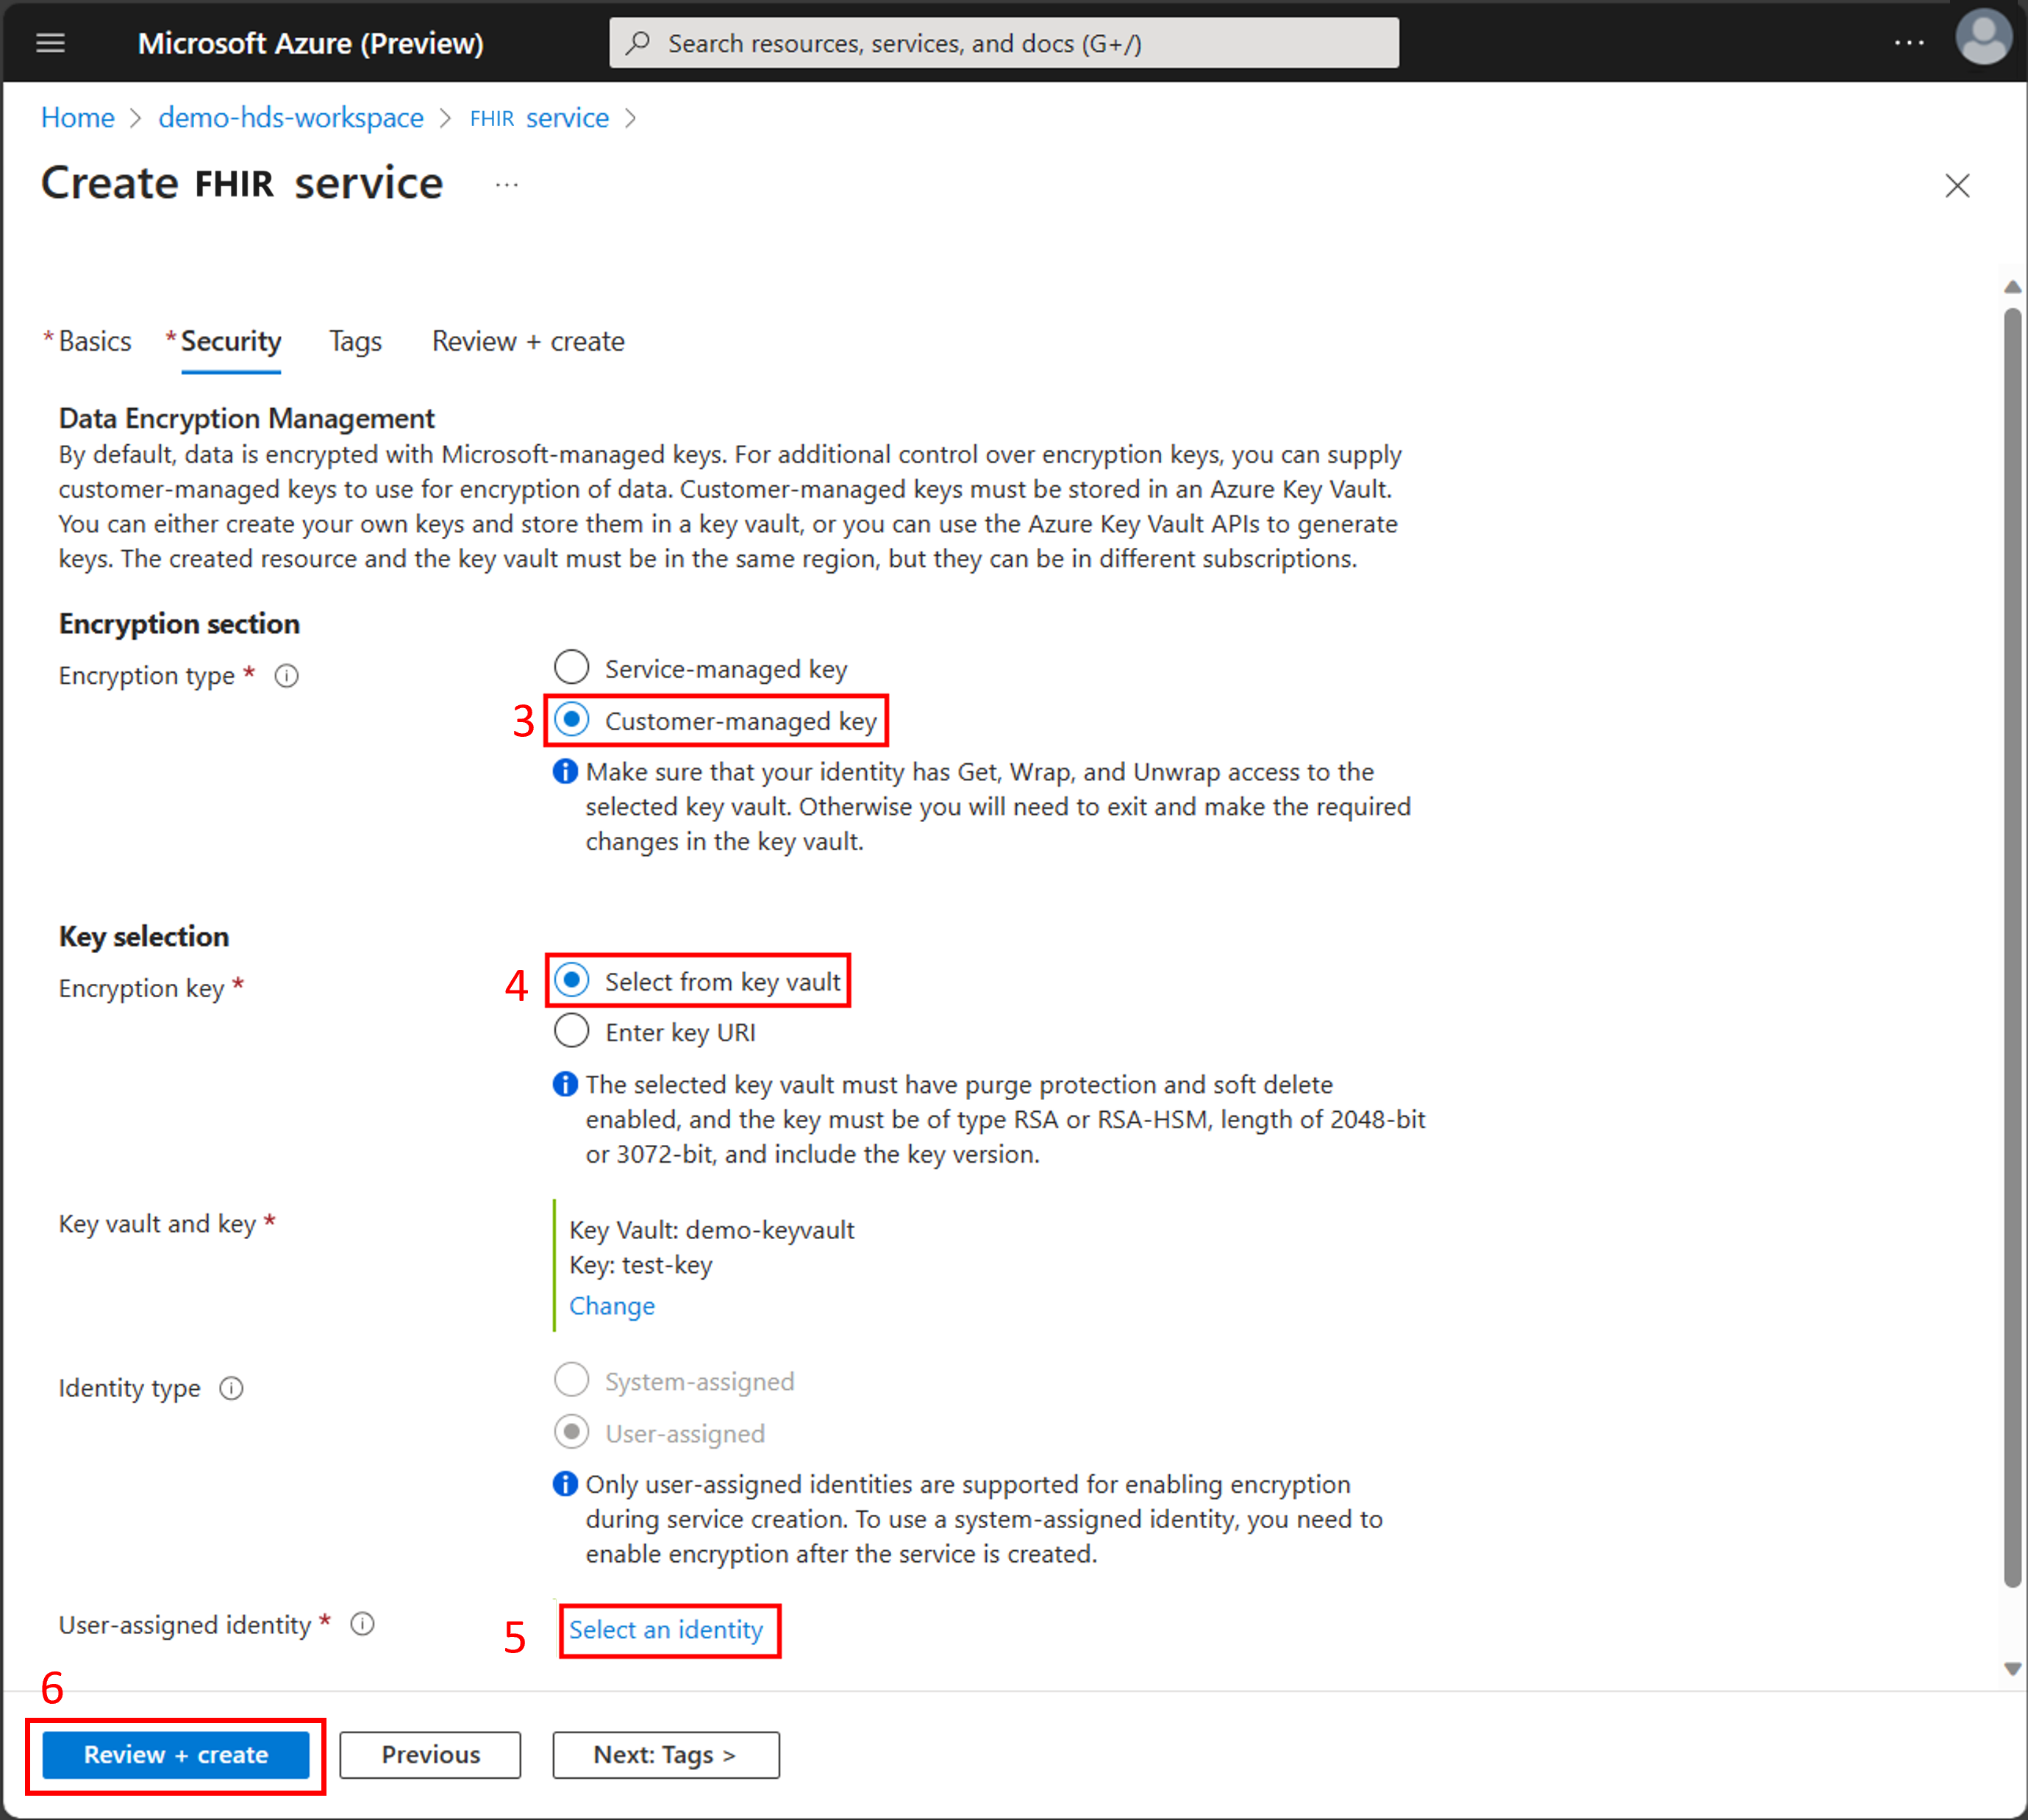 Microsoft Azure (Preview)
Search resources, services, and docs (G+/)
...
Home > demo-hds-workspace > FHIR service >
Create FHIR service ...
* Basics * Security Tags Review + create
Data Encryption Management
By default, data is encrypted with Microsoft-managed keys. For additional control over encryption keys, you can supply
customer-managed keys to use for encryption of data. Customer-managed keys must be stored in an Azure Key Vault.
You can either create your own keys and store them in a key vault, or you can use the Azure Key Vault APIs to generate
keys. The created resource and the key vault must be in the same region, but they can be in different subscriptions.
Encryption section
Encryption type *
Service-managed key
3 Customer-managed key
Make sure that your identity has Get, Wrap, and Unwrap access to the
selected key vault. Otherwise you will need to exit and make the required
changes in the key vault.
Key selection
Encryption key *
4 Select from key vault
Enter key URI
The selected key vault must have purge protection and soft delete
enabled, and the key must be of type RSA or RSA-HSM, length of 2048-bit
or 3072-bit, and include the key version.
Key vault and key *
Key Vault: demo-keyvault
Key: test-key
Change
Identity type
System-assigned
User-assigned
Only user-assigned identities are supported for enabling encryption
during service creation. To use a system-assigned identity, you need to
enable encryption after the service is created.
User-assigned identity *
5 Select an identity
6
Review + create Previous Next: Tags >